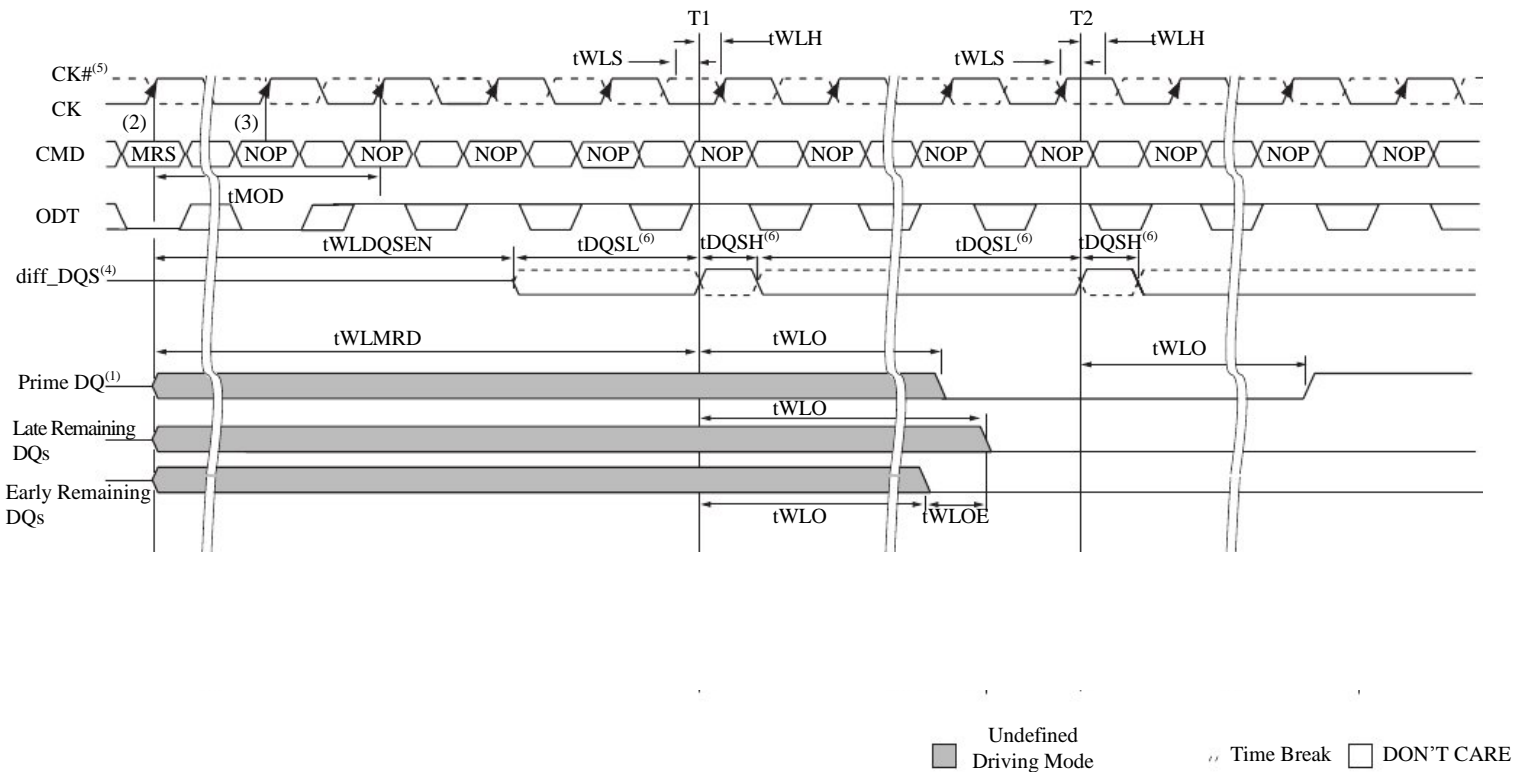 T1 T2
tWLH tWLH
tWLS tWLS
CK#(5)
CK
(2) (3)
CMD MRS NOP NOP NOP NOP NOP NOP NOP NOP NOP NOP NOP
tMOD
ODT
tWLDQSEN tDQSL(6) tDQSH(6) tDQSL(6) tDQSH(6)
diff_DQS(4)
tWLMRD tWLO
tWLO
Prime DQ(1)
tWLO
Late Remaining
DQs
Early Remaining
DQs
tWLO tWLOE
Undefined
Driving Mode
Time Break
DON'T CARE